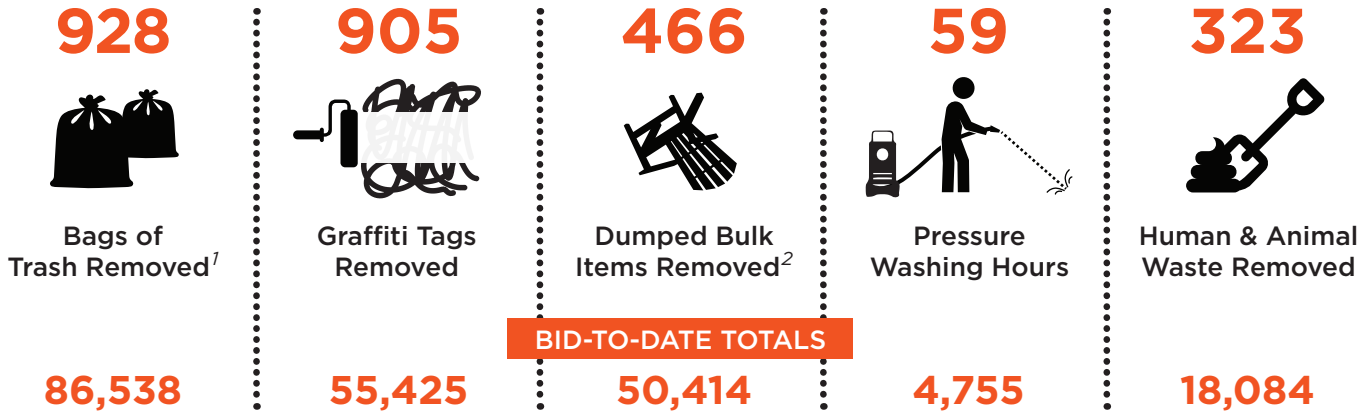 928
905
466
59
323
Bags of
Trash Removed1
Graffiti Tags
Removed
Dumped Bulk
Items Removed2
Pressure
Washing Hours
Human & Animal
Waste Removed
BID-TO-DATE TOTALS
86,538
55,425
50,414
4,755
18,084